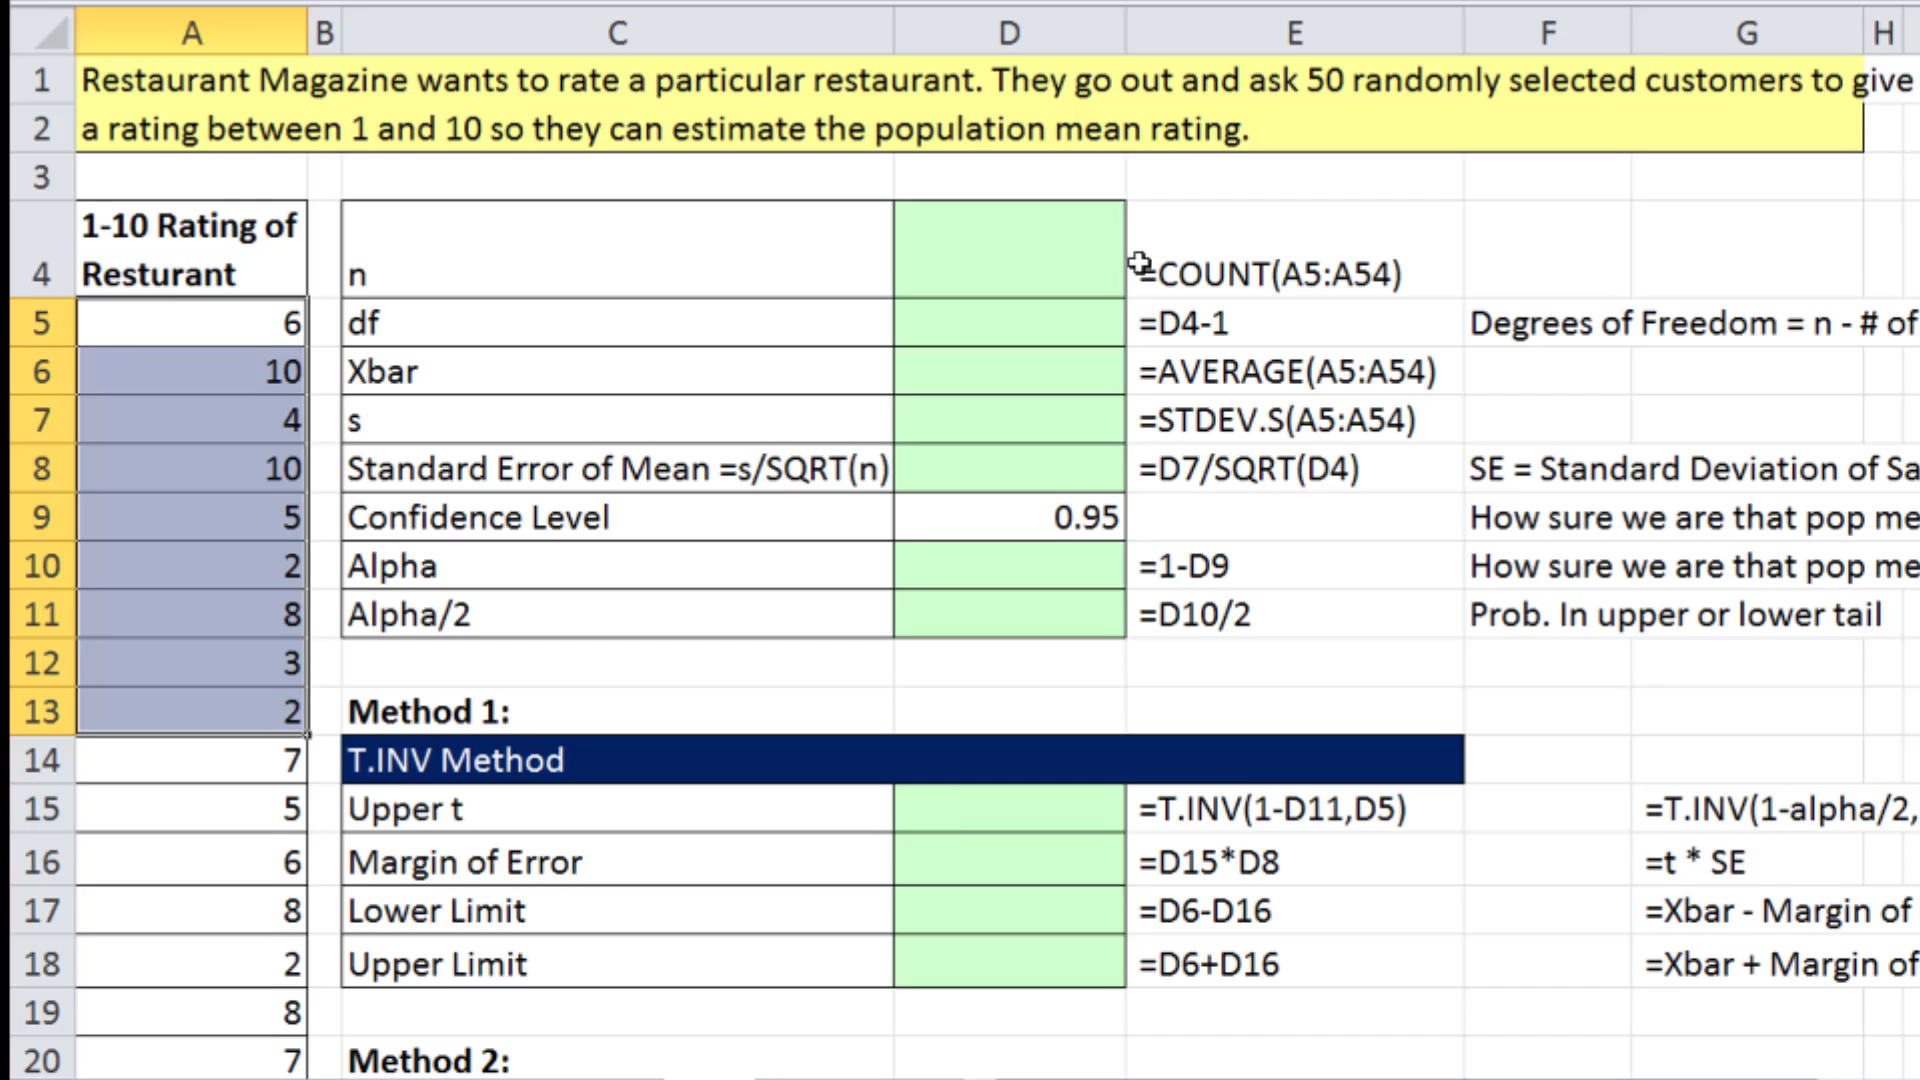 A B C D E F G H
1 Restaurant Magazine wants to rate a particular restaurant. They go out and ask 50 randomly selected customers to give
2 a rating between 1 and 10 so they can estimate the population mean rating.
3
1-10 Rating of
4 Resturant n =COUNT(A5:A54)
5 6 df =D4-1 Degrees of Freedom = n - # of
6 10 Xbar =AVERAGE(A5:A54)
7 4 s =STDEV.S(A5:A54)
8 10 Standard Error of Mean =s/SQRT(n) =D7/SQRT(D4) SE = Standard Deviation of Sa
9 5 Confidence Level 0.95 How sure we are that pop me
10 2 Alpha =1-D9 How sure we are that pop me
11 8 Alpha/2 =D10/2 Prob. In upper or lower tail
12 3
13 2 Method 1:
14 7 T.INV Method
15 5 Upper t =T.INV(1-D11,D5) =T.INV(1-alpha/2,
16 6 Margin of Error =D15*D8 =t * SE
17 8 Lower Limit =D6-D16 =Xbar - Margin of
18 2 Upper Limit =D6+D16 =Xbar + Margin of
19 8
20 7 Method 2: